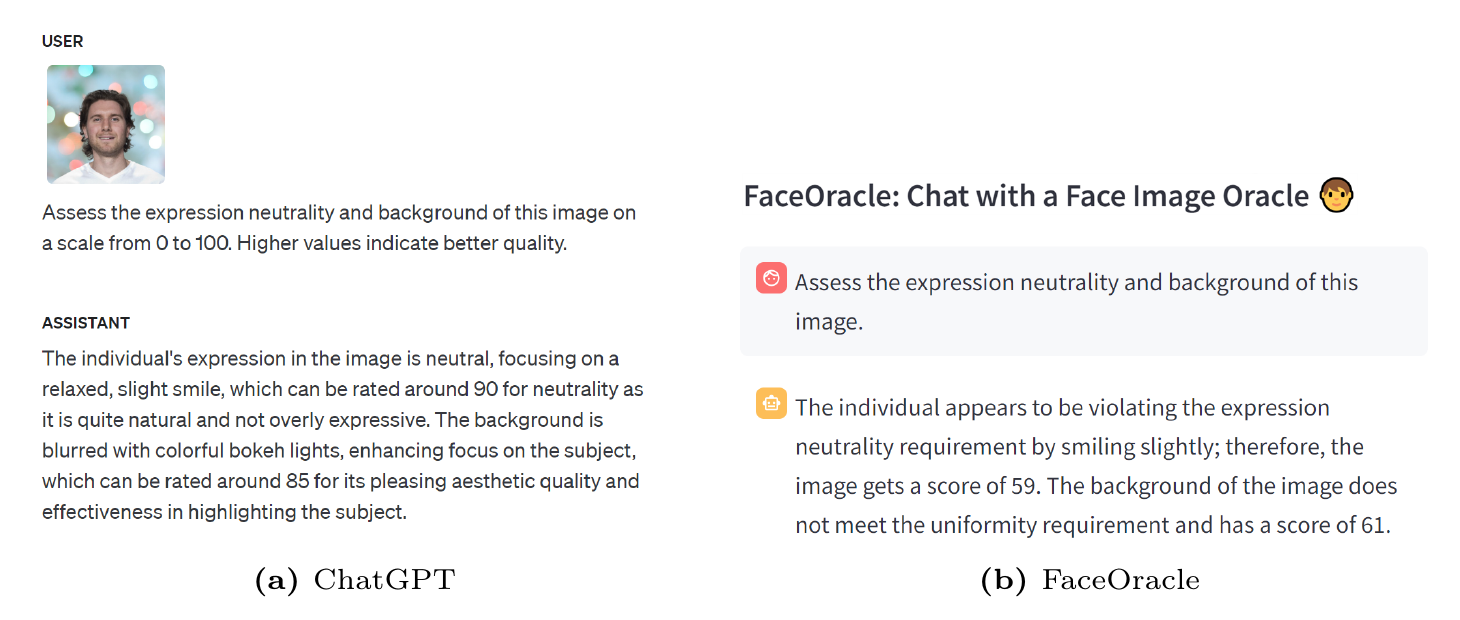 USER
Assess the expression neutrality and background of this image on
a scale from 0 to 100. Higher values indicate better quality.
ASSISTANT
The individual's expression in the image is neutral, focusing on a
relaxed, slight smile, which can be rated around 90 for neutrality as
it is quite natural and not overly expressive. The background is
blurred with colorful bokeh lights, enhancing focus on the subject,
which can be rated around 85 for its pleasing aesthetic quality and
effectiveness in highlighting the subject.
(a) ChatGPT
FaceOracle: Chat with a Face Image Oracle
Assess the expression neutrality and background of this
image.
The individual appears to be violating the expression
neutrality requirement by smiling slightly; therefore, the
image gets a score of 59. The background of the image does
not meet the uniformity requirement and has a score of 61.
(b) FaceOracle